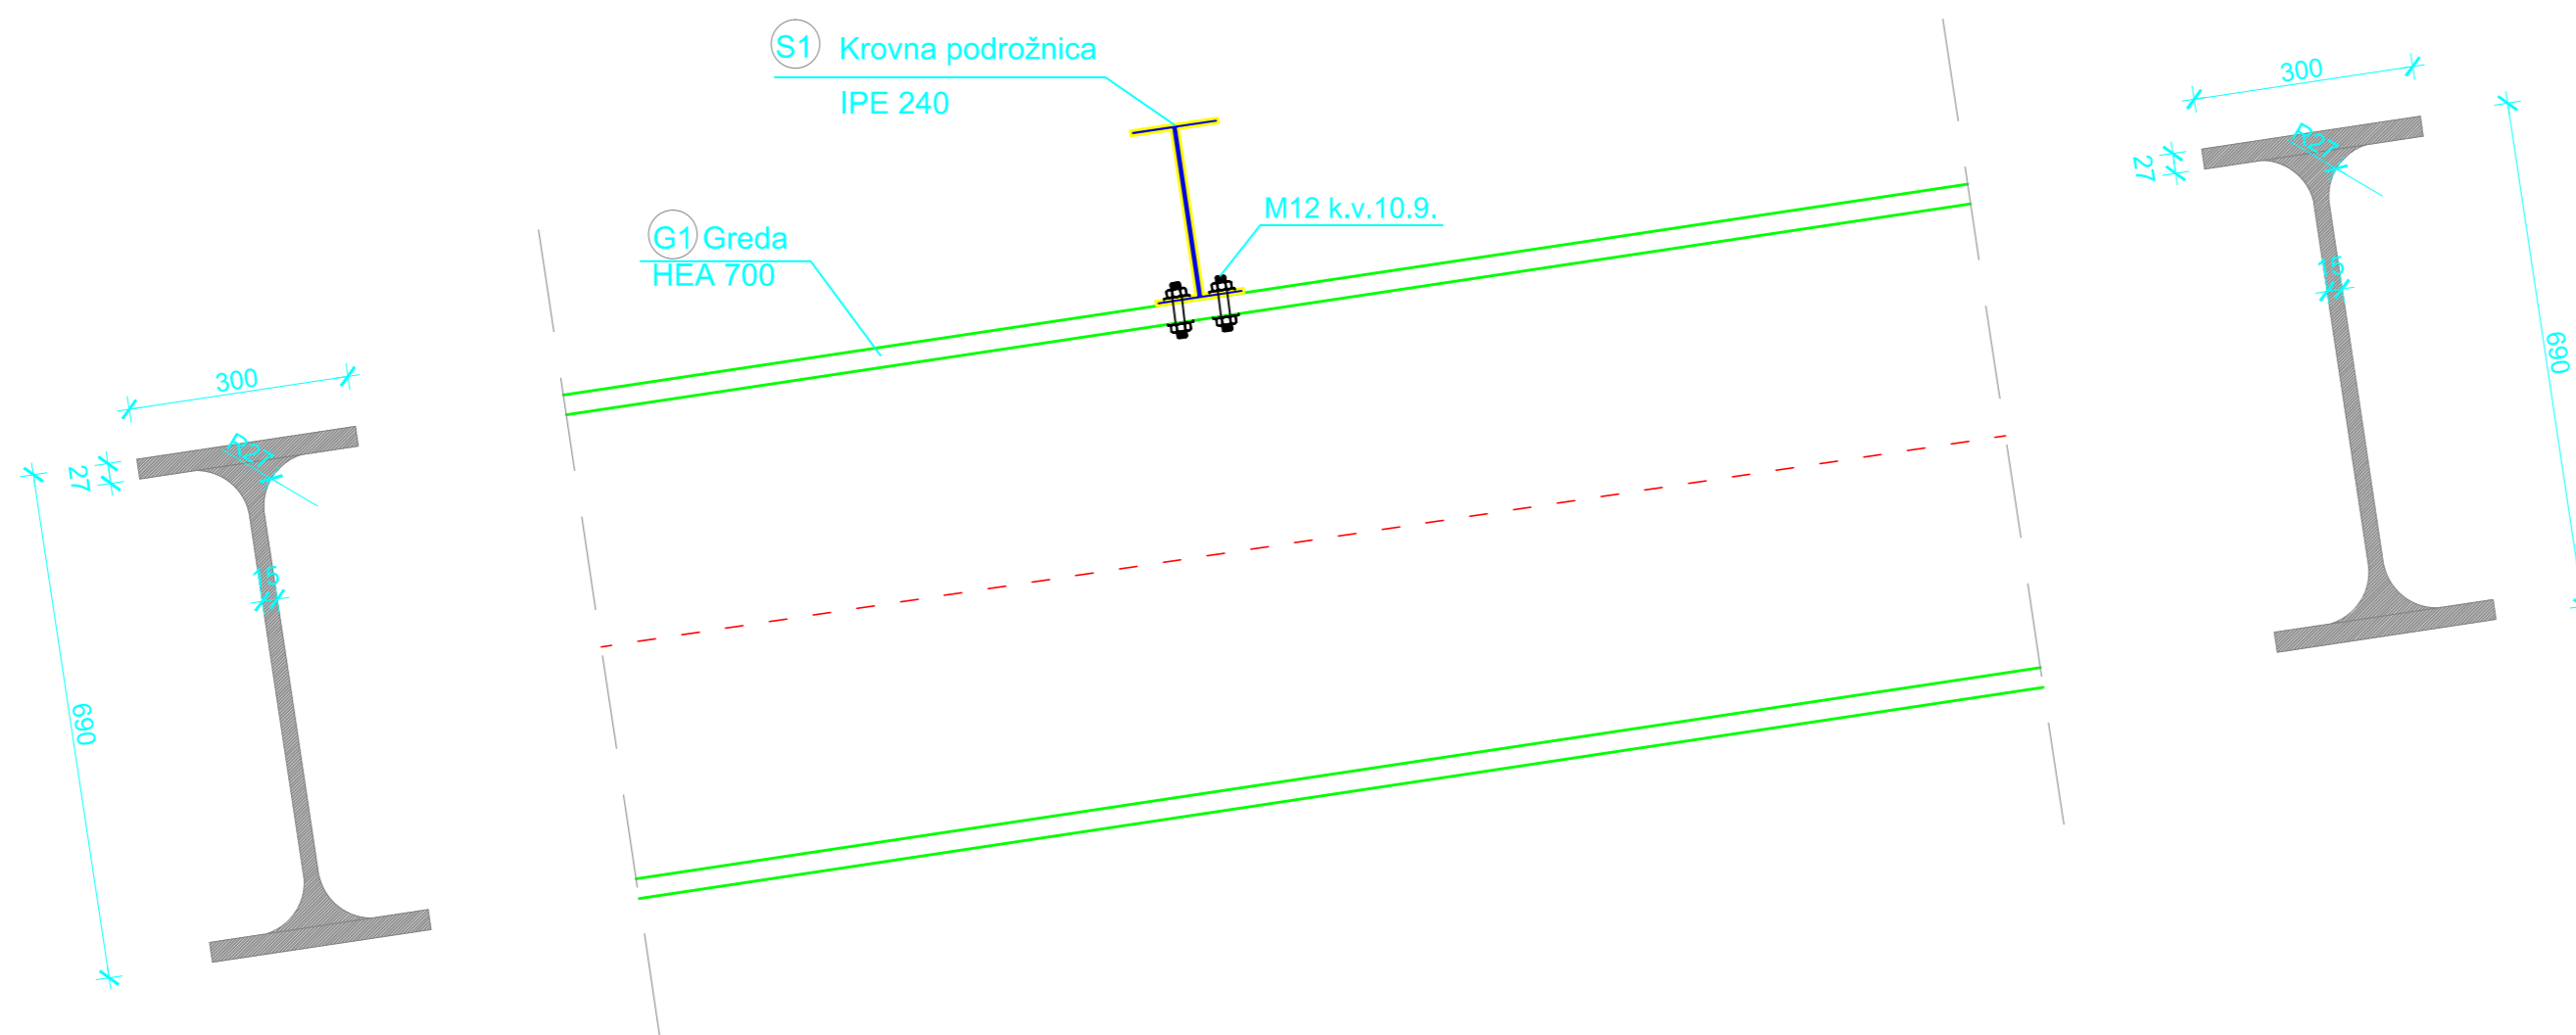 S1 Krovna podrožnica
IPE 240
G1 Greda
HEA 700
M12 k.v.10.9.
300
27
R27
15
690
300
27
R27
15
690